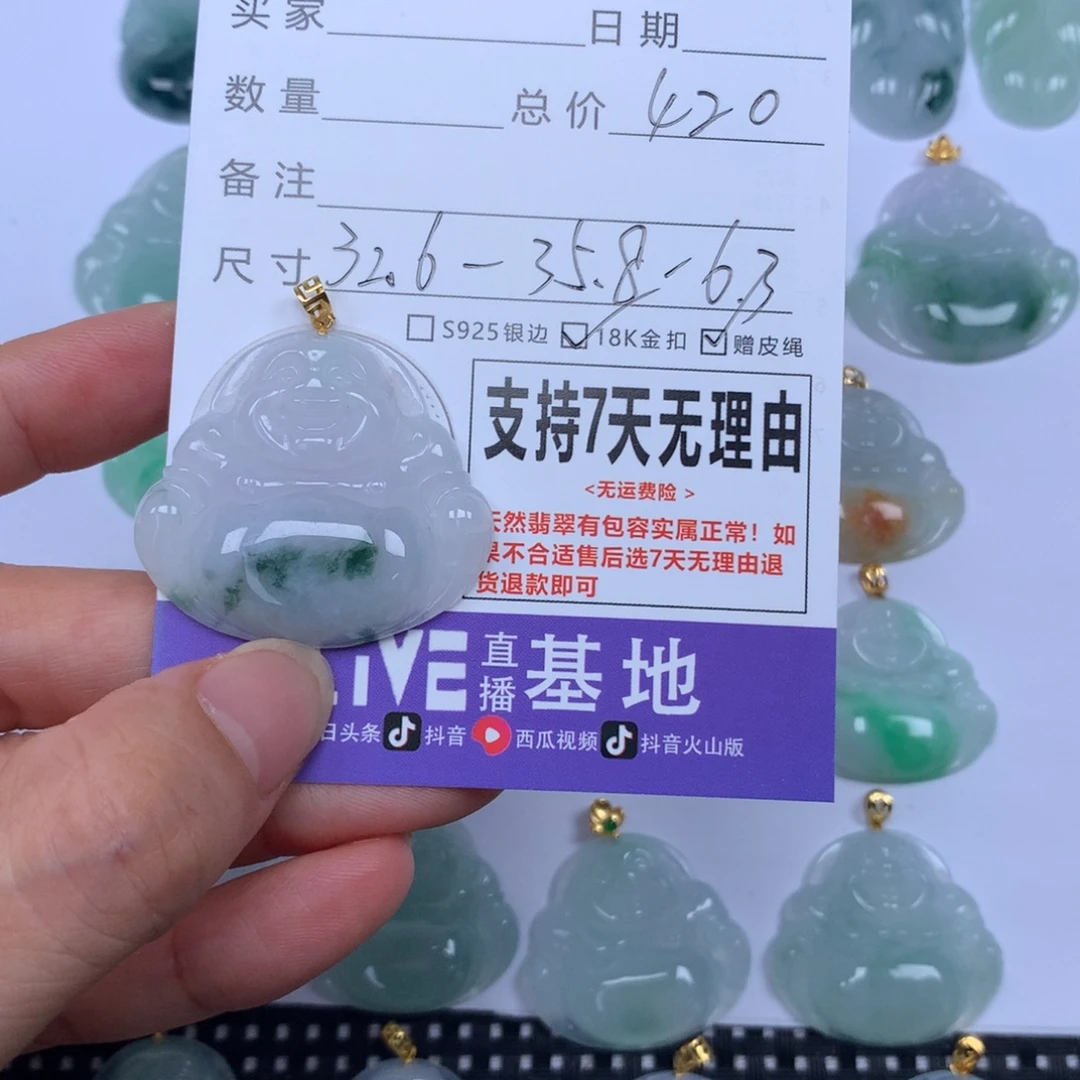 买家 日期
数量 总价 420
备注
尺寸 32.6-35.8-6.3
S925银边 18K金扣 赠皮绳
支持7天无理由
<无运费险>
天然翡翠有包容实属正常！如
果不合适售后选7天无理由退
货退款即可
LIVE 直播 基地
日头条 抖音 西瓜视频 抖音火山版